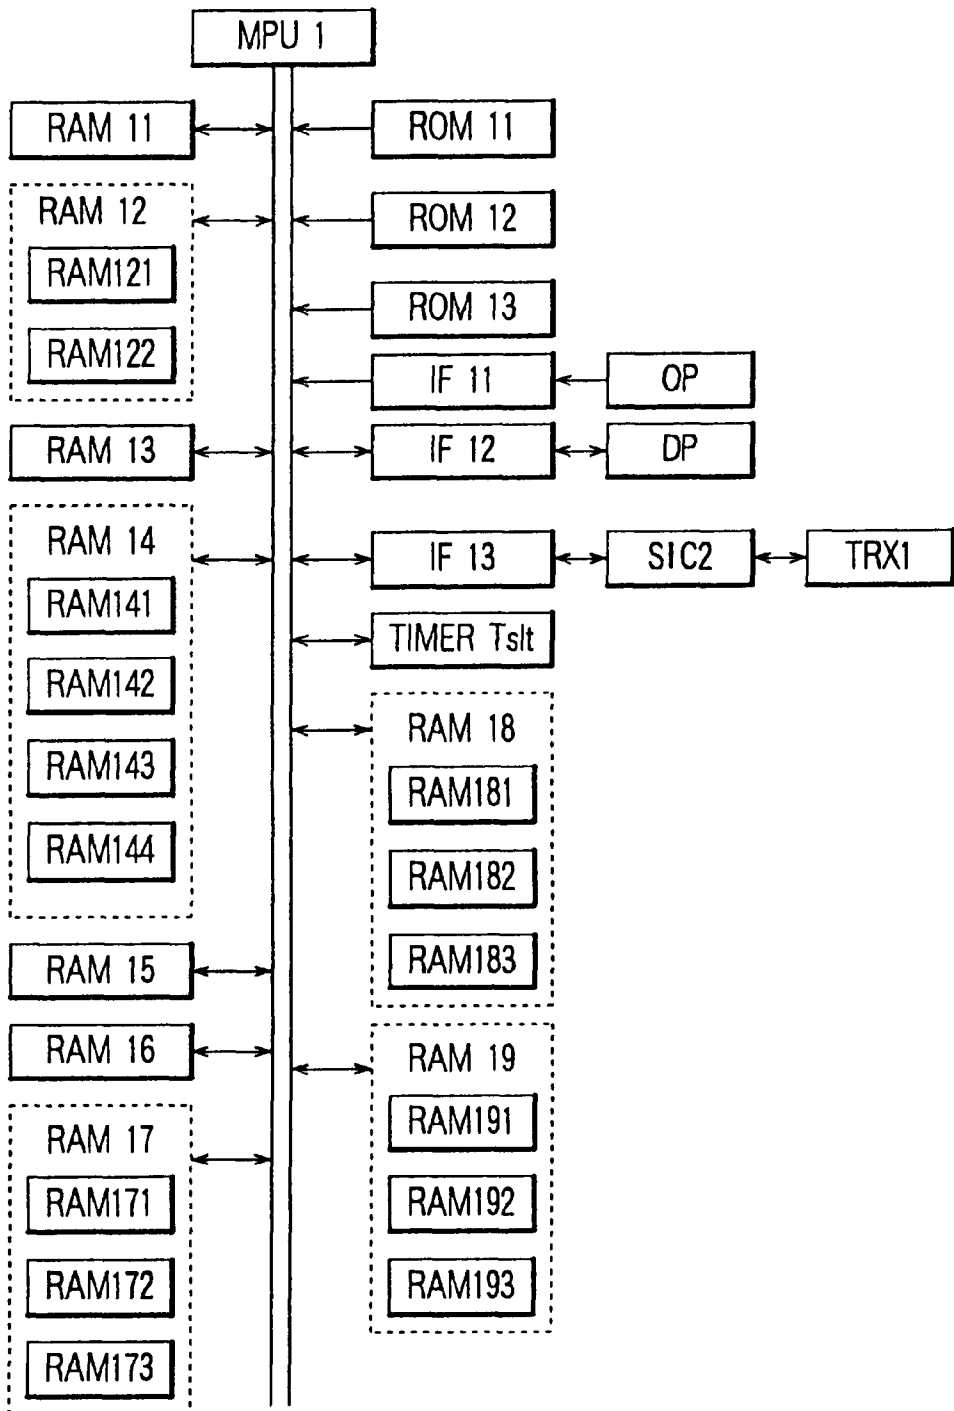 MPU 1
RAM 11
ROM 11
RAM 12
ROM 12
RAM121
ROM 13
RAM122
IF 11
OP
RAM 13
IF 12
DP
RAM 14
IF 13
SIC2
TRX1
RAM141
TIMER Tslt
RAM142
RAM 18
RAM143
RAM181
RAM144
RAM182
RAM 15
RAM183
RAM 16
RAM 19
RAM 17
RAM191
RAM171
RAM192
RAM172
RAM193
RAM173